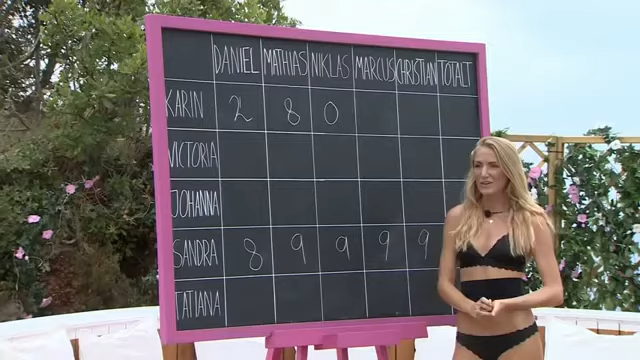 DANIEL MATHIAS NIKLAS MARCUS CHRISTIAN TOTALT
KARIN 2 8 0
VICTORIA
JOHANNA
SANDRA 8 9 9 9 9
TATIANA